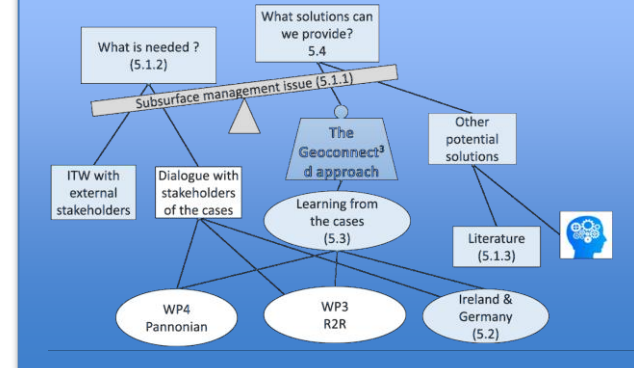 What solutions can
we provide?
5.4
What is needed ?
(5.1.2)
Subsurface management issue (5.1.1)
The
Geoconnect³
d approach
Other
potential
solutions
ITW with
external
stakeholders
Dialogue with
stakeholders
of the cases
Learning from
the cases
(5.3)
Literature
(5.1.3)
WP4
Pannonian
WP3
R2R
Ireland &
Germany
(5.2)